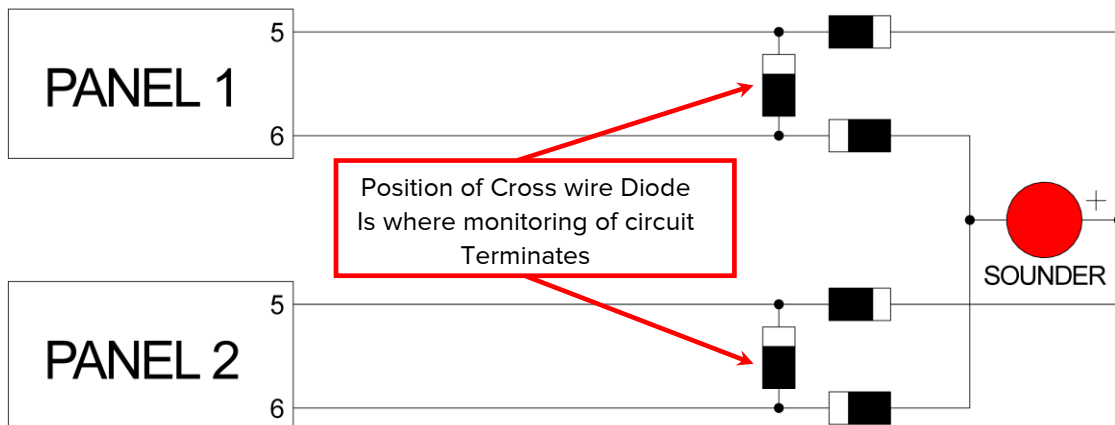 5
PANEL 1
6
Position of Cross wire Diode
Is where monitoring of circuit
Terminates
+
SOUNDER
5
PANEL 2
6